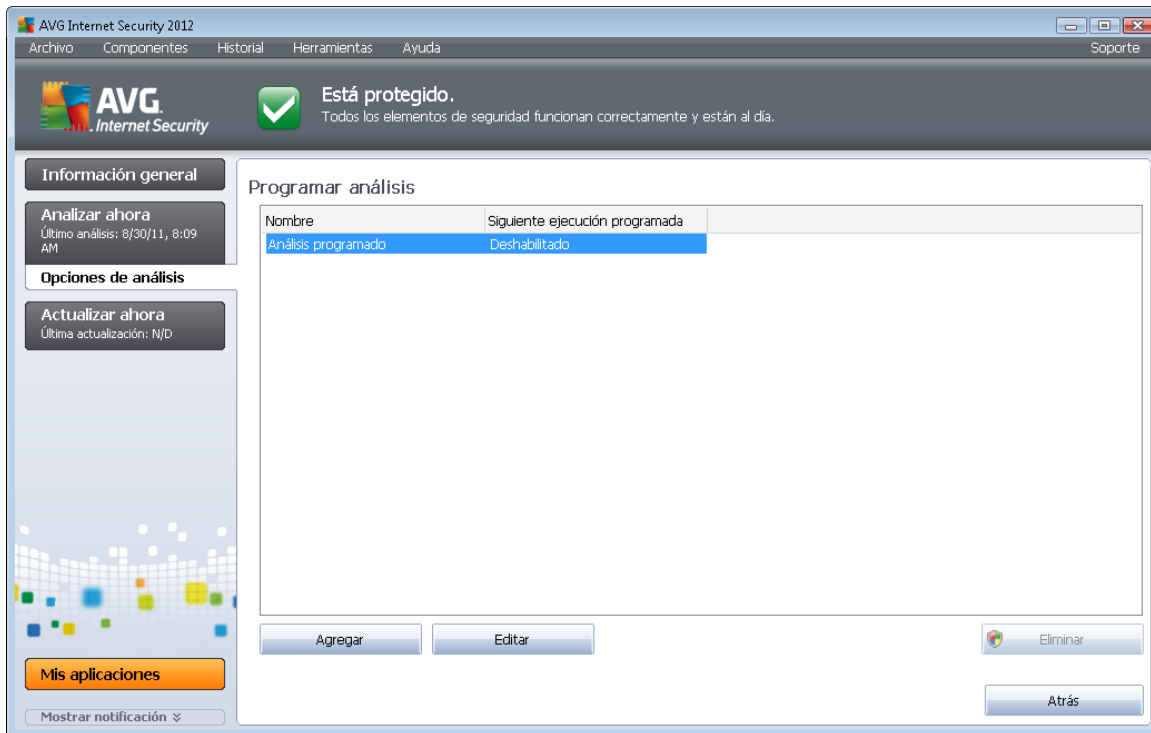 AVG Internet Security 2012
Archivo Componentes Historial Herramientas Ayuda Soporte
AVG.
Internet Security
Está protegido.
Todos los elementos de seguridad funcionan correctamente y están al día.
Información general
Analizar ahora
Último análisis: 8/30/11, 8:09
AM
Opciones de análisis
Actualizar ahora
Última actualización: N/D
Mis aplicaciones
Mostrar notificación
Programar análisis
Nombre Siguiente ejecución programada
Análisis programado Deshabilitado
Agregar Editar Eliminar
Atrás